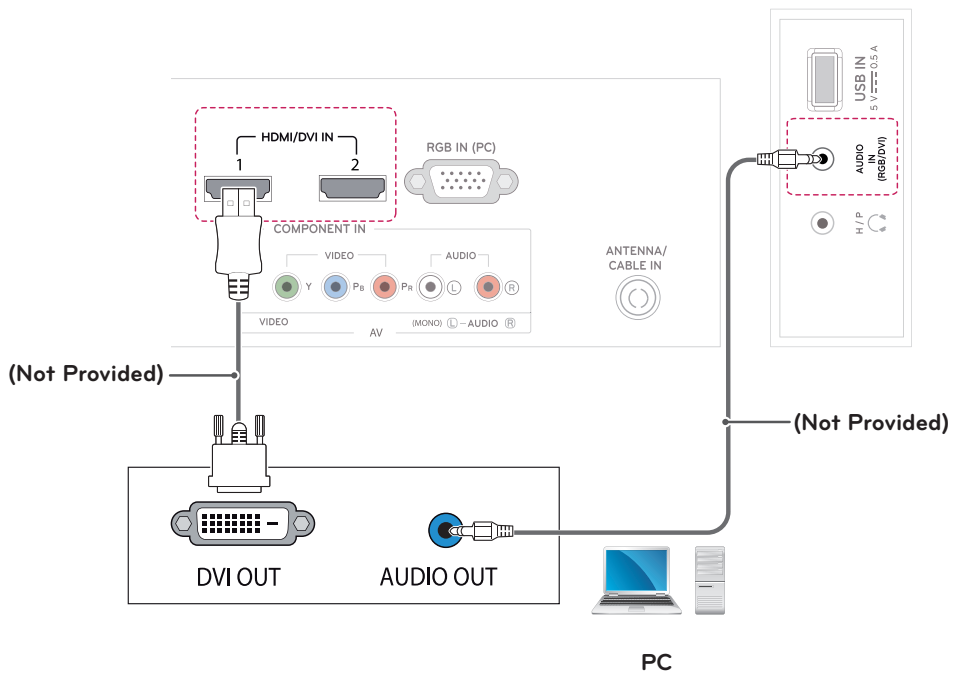 USB IN
5 V 0.5 A
AUDIO
IN
(RGB/DVI)
H / P
HDMI/DVI IN
1 2
RGB IN (PC)
COMPONENT IN
VIDEO AUDIO
Y PB PR L R
VIDEO
AV
(MONO) L - AUDIO R
ANTENNA/
CABLE IN
(Not Provided)
(Not Provided)
DVI OUT
AUDIO OUT
PC